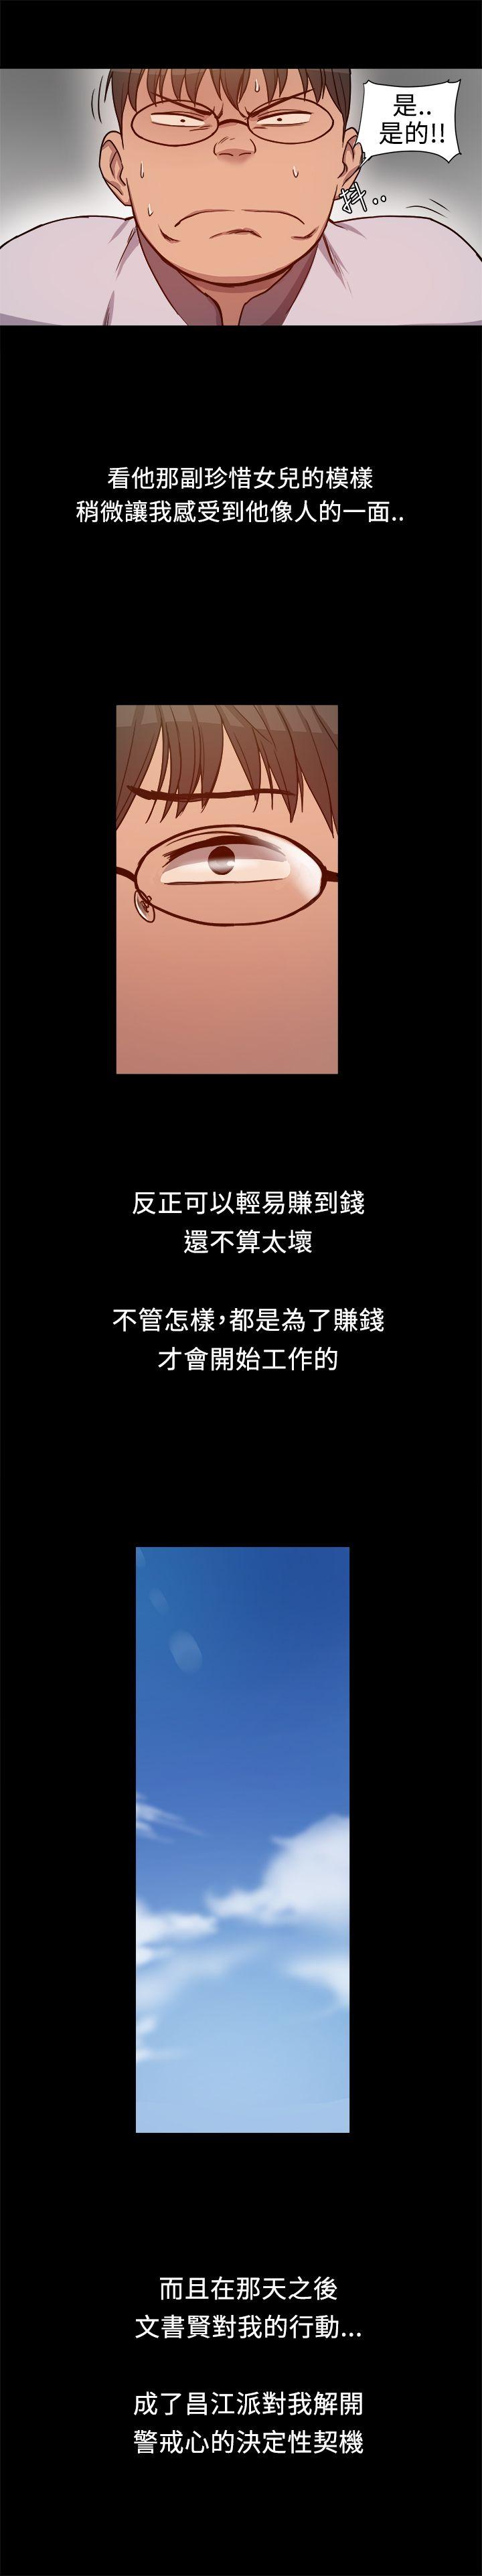 是..
是的!!
抖..
看他那副珍惜女兒的模樣
稍微讓我感受到他像人的一面..
反正可以輕易賺到錢
還不算太壞
不管怎樣,都是為了賺錢
才會開始工作的
而且在那天之後
文書賢對我的行動...
成了昌江派對我解開
警戒心的決定性契機